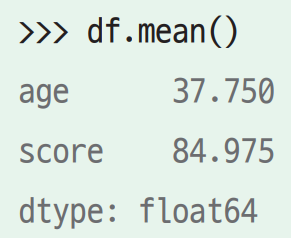 >>> df.mean()
age      37.750
score    84.975
dtype: float64